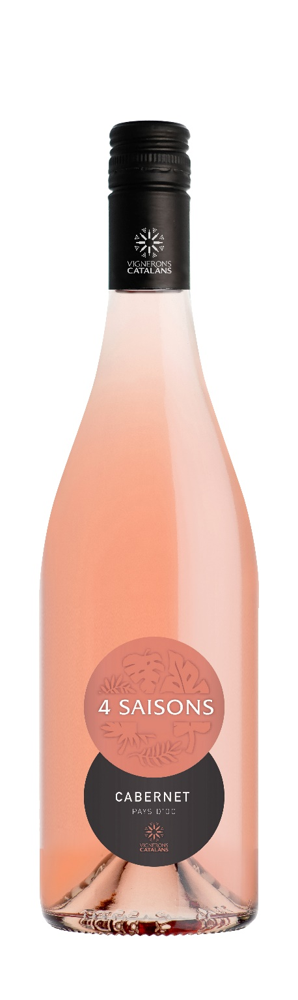 VIGNERONS
CATALANS
4 SAISONS
CABERNET
PAYS D'OC
VIGNERONS
CATALANS